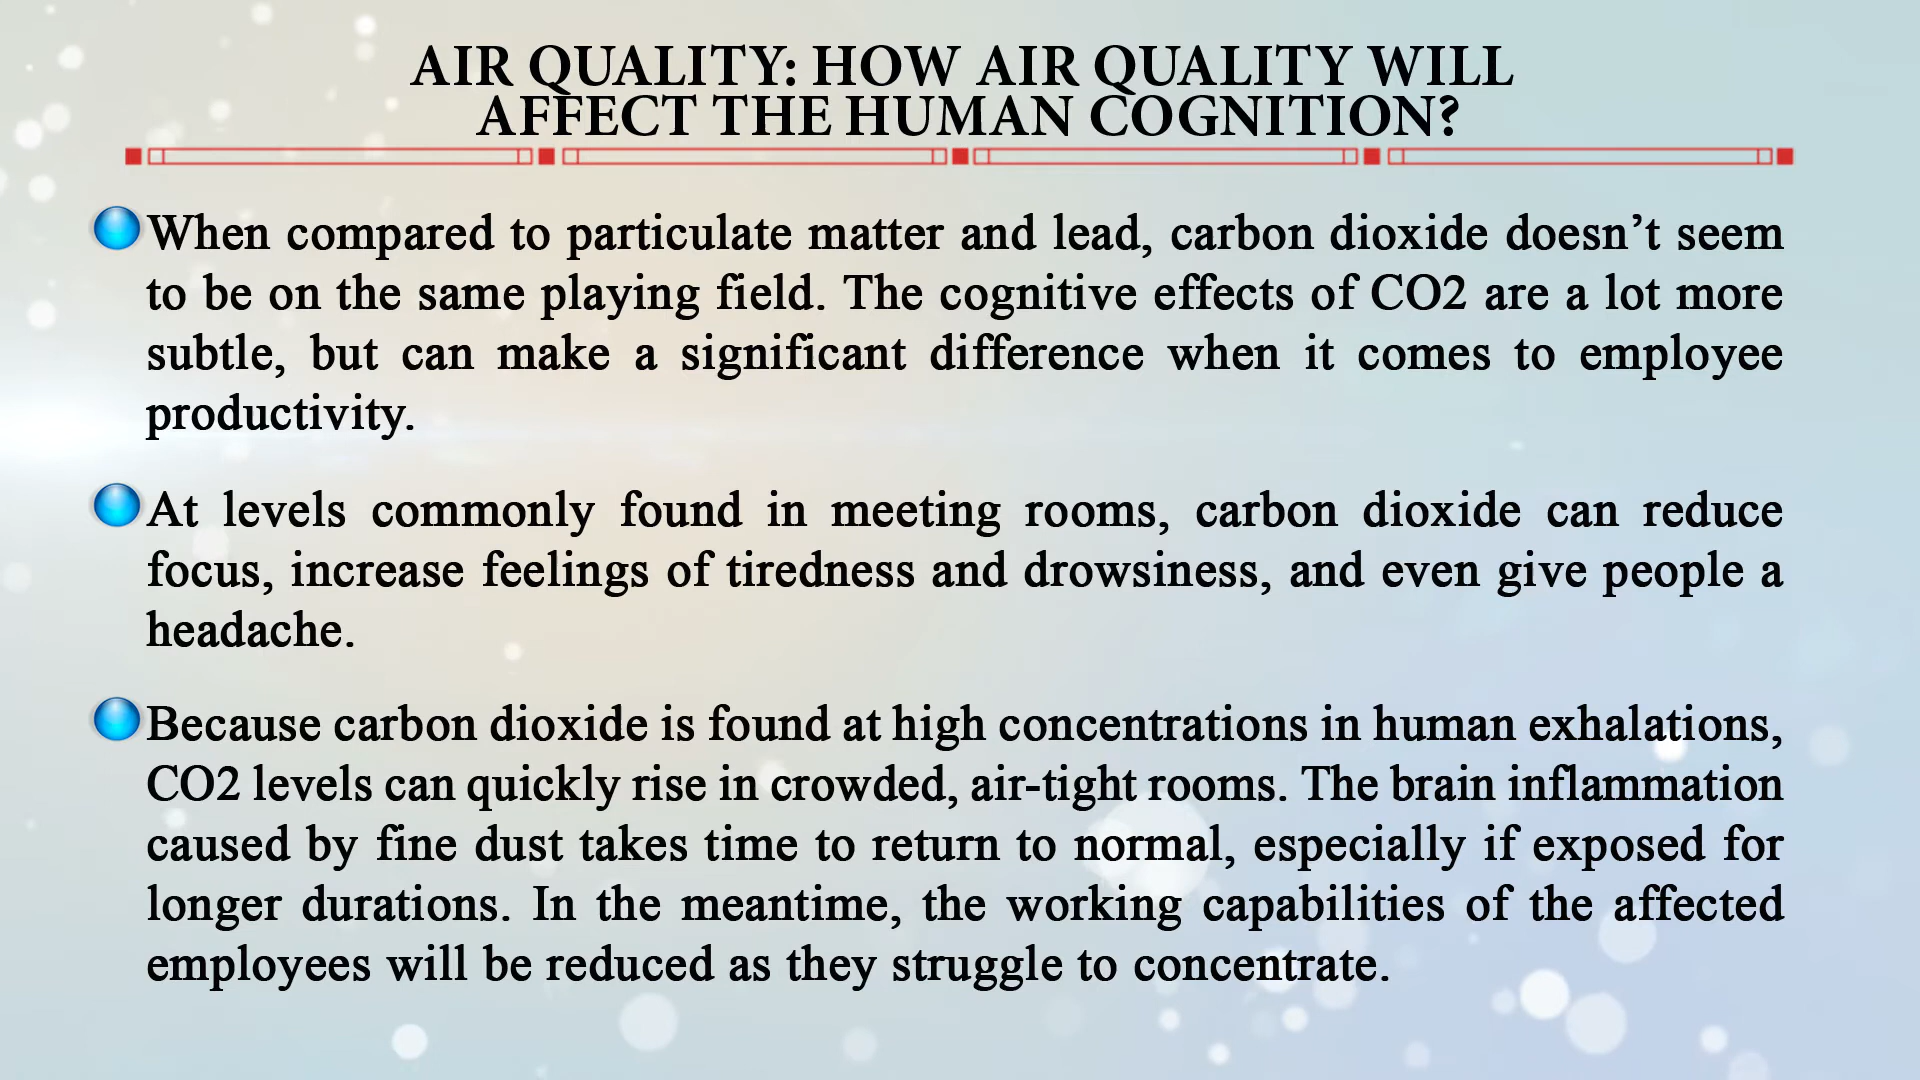 AIR QUALITY: HOW AIR QUALITY WILL
AFFECT THE HUMAN COGNITION?
When compared to particulate matter and lead, carbon dioxide doesn’t seem
to be on the same playing field. The cognitive effects of CO2 are a lot more
subtle, but can make a significant difference when it comes to employee
productivity.
At levels commonly found in meeting rooms, carbon dioxide can reduce
focus, increase feelings of tiredness and drowsiness, and even give people a
headache.
Because carbon dioxide is found at high concentrations in human exhalations,
CO2 levels can quickly rise in crowded, air-tight rooms. The brain inflammation
caused by fine dust takes time to return to normal, especially if exposed for
longer durations. In the meantime, the working capabilities of the affected
employees will be reduced as they struggle to concentrate.